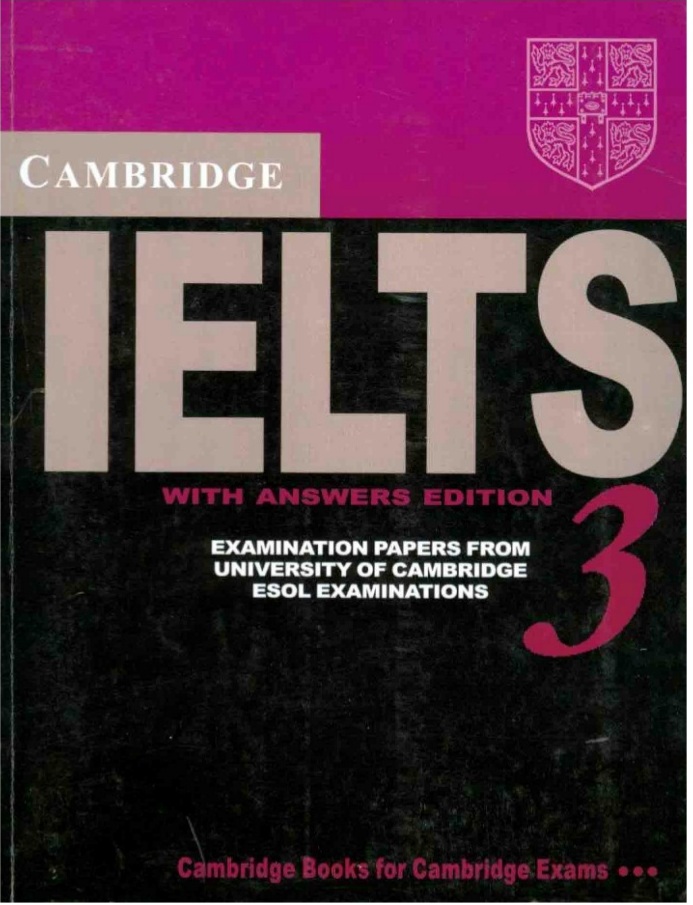 CAMBRIDGE
IELTS
WITH ANSWERS EDITION
3
EXAMINATION PAPERS FROM
UNIVERSITY OF CAMBRIDGE
ESOL EXAMINATIONS
Cambridge Books for Cambridge Exams •••